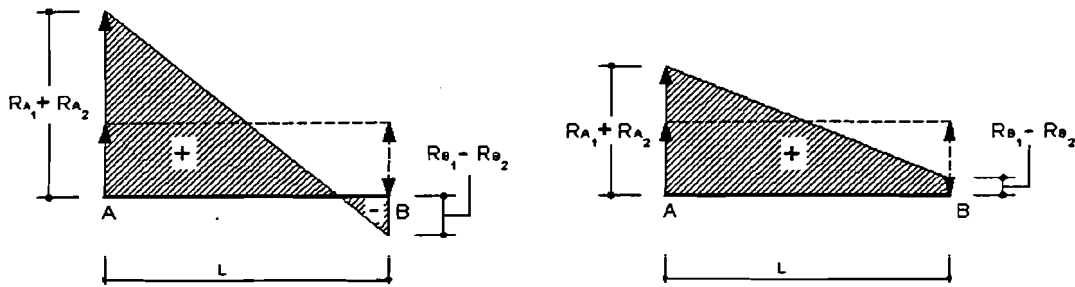 RA₁ + RA₂
+
RB₁ - RB₂
-
A
B
L
RA₁ + RA₂
+
RB₁ - RB₂
A
B
L